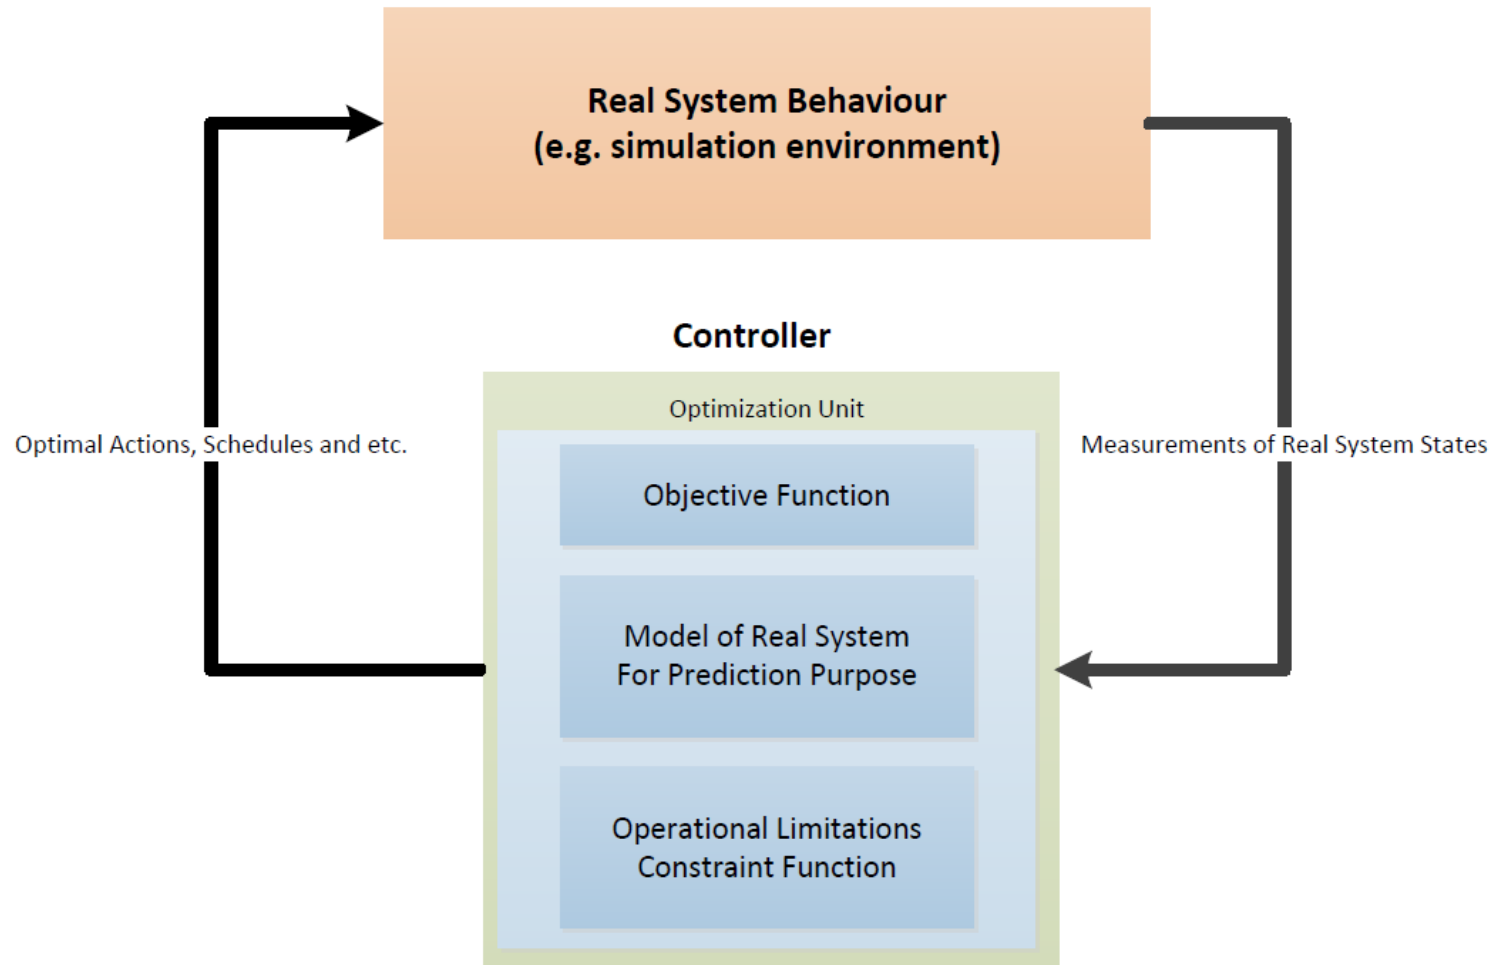 Real System Behaviour
(e.g. simulation environment)
Controller
Optimization Unit
Optimal Actions, Schedules and etc.
Measurements of Real System States
Objective Function
Model of Real System
For Prediction Purpose
Operational Limitations
Constraint Function